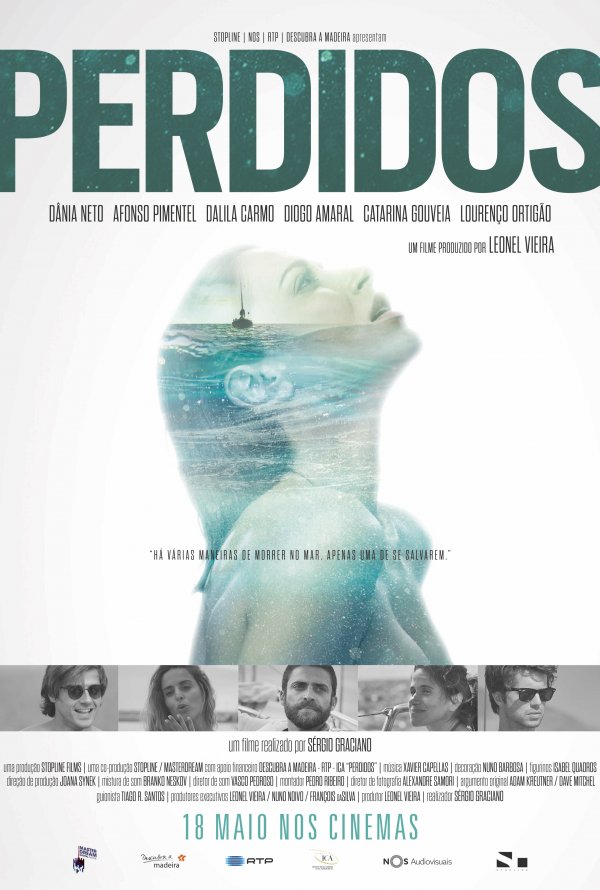 STOPLINE | NOS | RTP | DESCUBRA A MADEIRA apresentam
PERDIDOS
DÂNIA NETO AFONSO PIMENTEL DALILA CARMO DIOGO AMARAL CATARINA GOUVEIA LOURENÇO ORTIGÃO
UM FILME PRODUZIDO POR LEONEL VIEIRA
“HÁ VÁRIAS MANEIRAS DE MORRER NO MAR. APENAS UMA DE SE SALVAREM.”
um filme realizado por SÉRGIO GRACIANO
uma produção STOPLINE FILMS | uma co-produção STOPLINE / MASTERDREAM com apoio financeiro DESCUBRA A MADEIRA - RTP - ICA "PERDIDOS" | música XAVIER CAPELLAS | decoração NUNO BARBOSA | figurinos ISABEL QUADROS
direção de produção JOANA SYNEK | mistura de som BRANKO NESKOV | diretor de som VASCO PEDROSO | montador PEDRO RIBEIRO | diretor de fotografia ALEXANDRE SAMORI | argumento original ADAM KREUTNER / DAVE MITCHEL
guionista TIAGO R. SANTOS | produtores executivos LEONEL VIEIRA / NUNO NOIVO / FRANÇOIS DaSILVA | produtor LEONEL VIEIRA | realizador SÉRGIO GRACIANO
18 MAIO NOS CINEMAS
MASTER DREAM
Descubra a madeira
RTP
ICA
NOS Audiovisuais